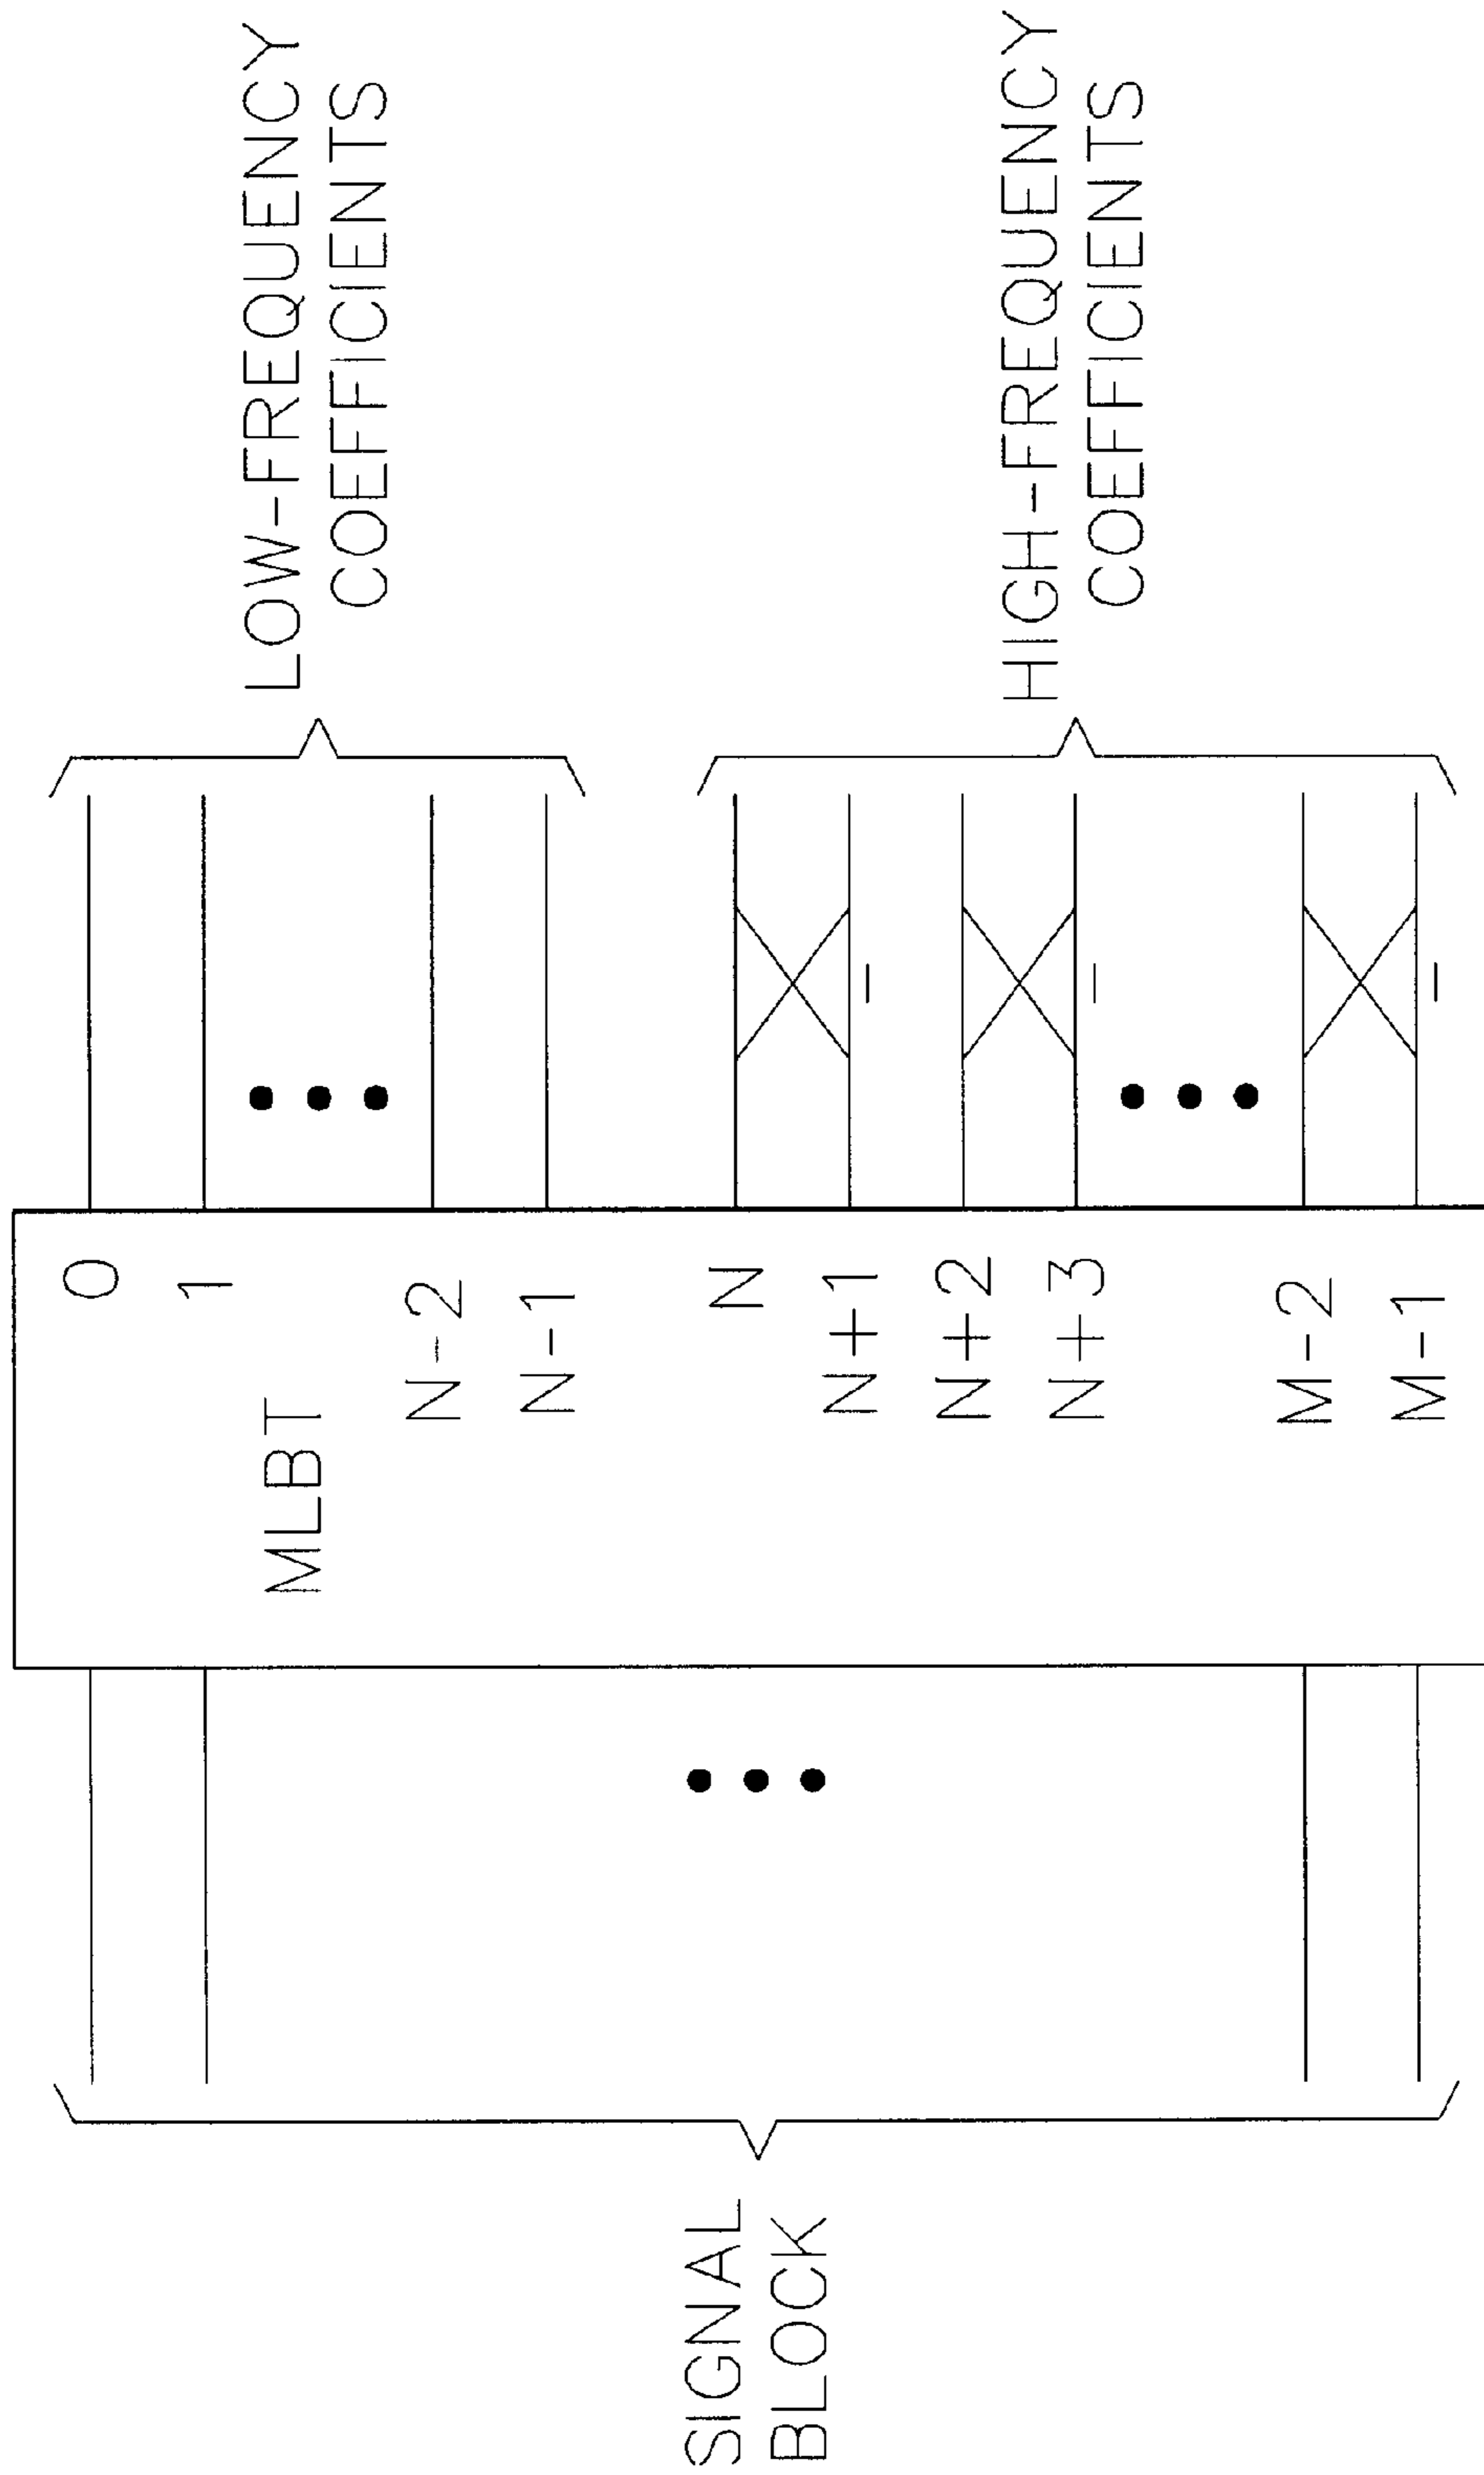 SIGNAL
BLOCK
MLBT
0
1
N-2
N-1
N
N+1
N+2
N+3
M-2
M-1
LOW-FREQUENCY
COEFFICIENTS
HIGH-FREQUENCY
COEFFICIENTS